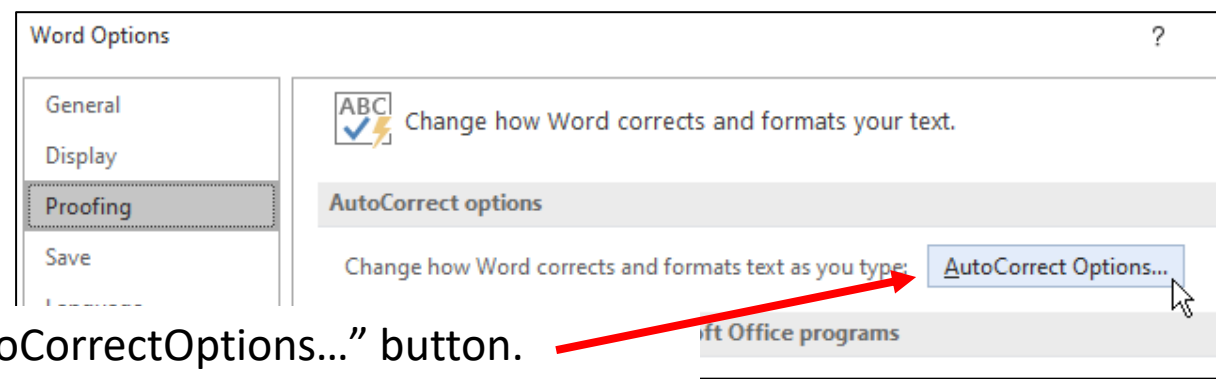 Word Options ?
General
Display
Proofing
Save
Change how Word corrects and formats your text.
AutoCorrect options
Change how Word corrects and formats text as you type: AutoCorrect Options...
Office programs
oCorrectOptions…” button.